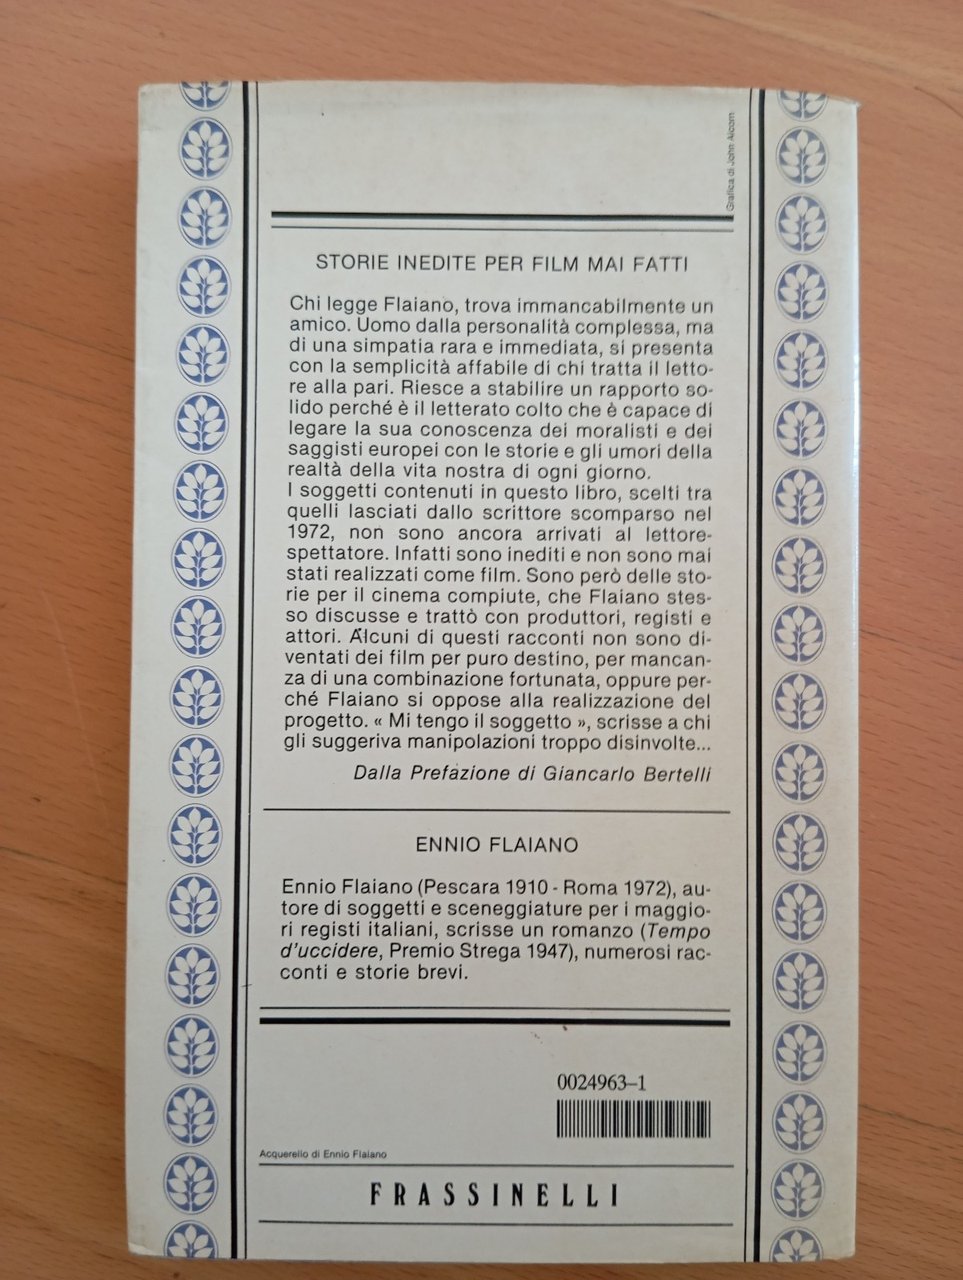 Grafica di John Alcorn
STORIE INEDITE PER FILM MAI FATTI
Chi legge Flaiano, trova immancabilmente un
amico. Uomo dalla personalità complessa, ma
di una simpatia rara e immediata, si presenta
con la semplicità affabile di chi tratta il letto-
re alla pari. Riesce a stabilire un rapporto so-
lido perché è il letterato colto che è capace di
legare la sua conoscenza dei moralisti e dei
saggisti europei con le storie e gli umori della
realtà della vita nostra di ogni giorno.
I soggetti contenuti in questo libro, scelti tra
quelli lasciati dallo scrittore scomparso nel
1972, non sono ancora arrivati al lettore-
spettatore. Infatti sono inediti e non sono mai
stati realizzati come film. Sono però delle sto-
rie per il cinema compiute, che Flaiano stes-
so discusse e trattò con produttori, registi e
attori. Alcuni di questi racconti non sono di-
ventati dei film per puro destino, per mancan-
za di una combinazione fortunata, oppure per-
ché Flaiano si oppose alla realizzazione del
progetto. « Mi tengo il soggetto », scrisse a chi
gli suggeriva manipolazioni troppo disinvolte...
Dalla Prefazione di Giancarlo Bertelli
ENNIO FLAIANO
Ennio Flaiano (Pescara 1910 - Roma 1972), au-
tore di soggetti e sceneggiature per i maggio-
ri registi italiani, scrisse un romanzo (Tempo
d'uccidere, Premio Strega 1947), numerosi rac-
conti e storie brevi.
0024963-1
Acquerello di Ennio Flaiano
FRASSINELLI